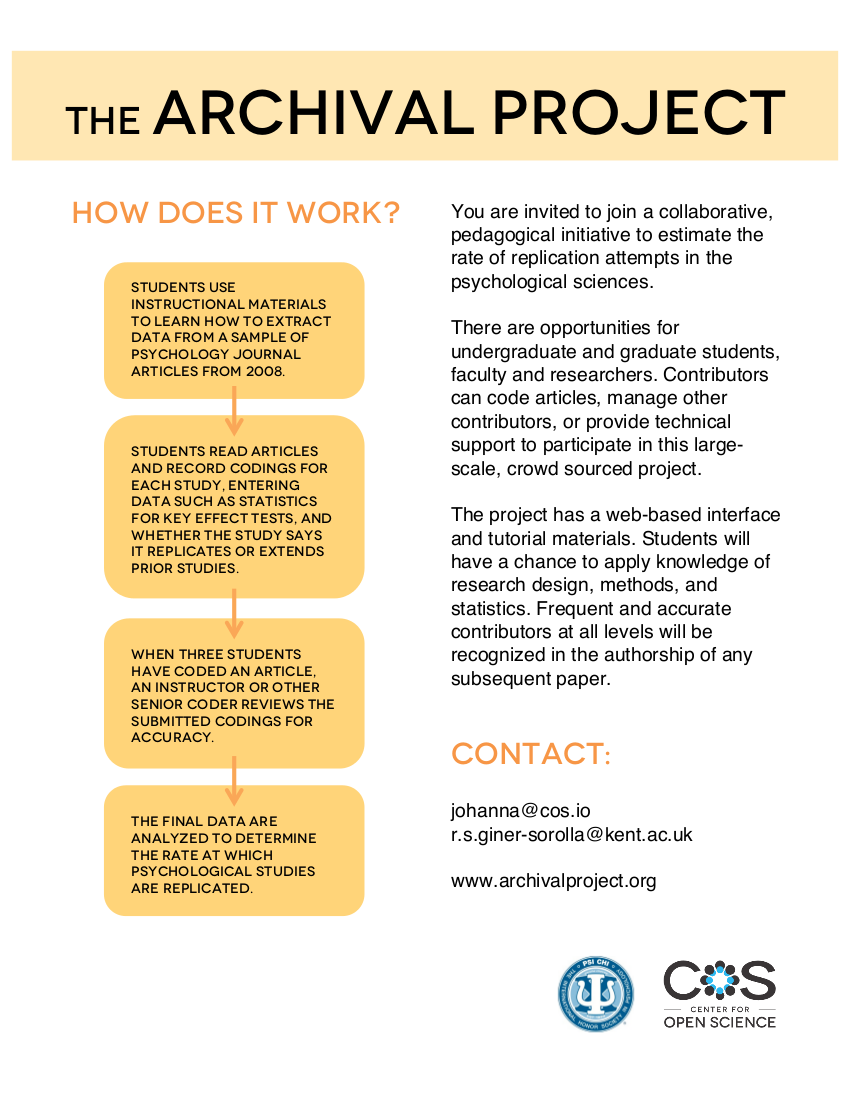 THE ARCHIVAL PROJECT
HOW DOES IT WORK?
STUDENTS USE
INSTRUCTIONAL MATERIALS
TO LEARN HOW TO EXTRACT
DATA FROM A SAMPLE OF
PSYCHOLOGY JOURNAL
ARTICLES FROM 2008.
STUDENTS READ ARTICLES
AND RECORD CODINGS FOR
EACH STUDY, ENTERING
DATA SUCH AS STATISTICS
FOR KEY EFFECT TESTS, AND
WHETHER THE STUDY SAYS
IT REPLICATES OR EXTENDS
PRIOR STUDIES.
WHEN THREE STUDENTS
HAVE CODED AN ARTICLE,
AN INSTRUCTOR OR OTHER
SENIOR CODER REVIEWS THE
SUBMITTED CODINGS FOR
ACCURACY.
THE FINAL DATA ARE
ANALYZED TO DETERMINE
THE RATE AT WHICH
PSYCHOLOGICAL STUDIES
ARE REPLICATED.
You are invited to join a collaborative,
pedagogical initiative to estimate the
rate of replication attempts in the
psychological sciences.
There are opportunities for
undergraduate and graduate students,
faculty and researchers. Contributors
can code articles, manage other
contributors, or provide technical
support to participate in this large-
scale, crowd sourced project.
The project has a web-based interface
and tutorial materials. Students will
have a chance to apply knowledge of
research design, methods, and
statistics. Frequent and accurate
contributors at all levels will be
recognized in the authorship of any
subsequent paper.
CONTACT:
johanna@cos.io
r.s.giner-sorolla@kent.ac.uk
www.archivalproject.org
PSI CHI
THE INTERNATIONAL HONOR SOCIETY IN PSYCHOLOGY
COS
CENTER FOR
OPEN SCIENCE